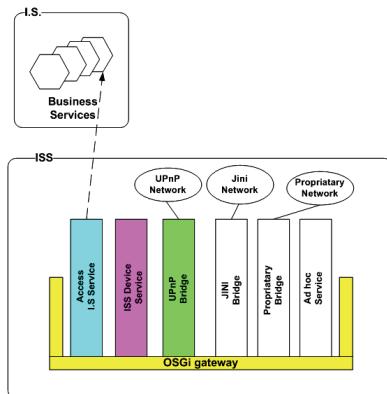 I.S.
Business
Services
ISS
UPnP
Network
Jini
Network
Propriatary
Network
Access
I.S Service
ISS Device
Service
UPnP
Bridge
JINI
Bridge
Propriatary
Bridge
Ad hoc
Service
OSGi gateway